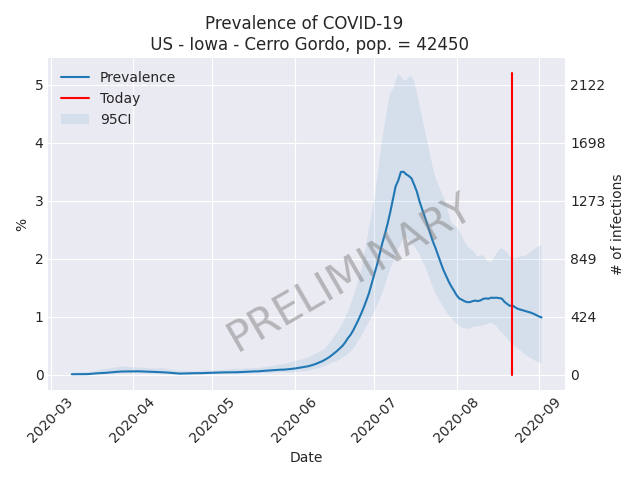 Prevalence of COVID-19
US - Iowa - Cerro Gordo, pop. = 42450
Prevalence
Today
95CI
5
4
3
2
1
0
%
2122
1698
1273
849
424
0
# of infections
PRELIMINARY
2020-03
2020-04
2020-05
2020-06
2020-07
2020-08
2020-09
Date